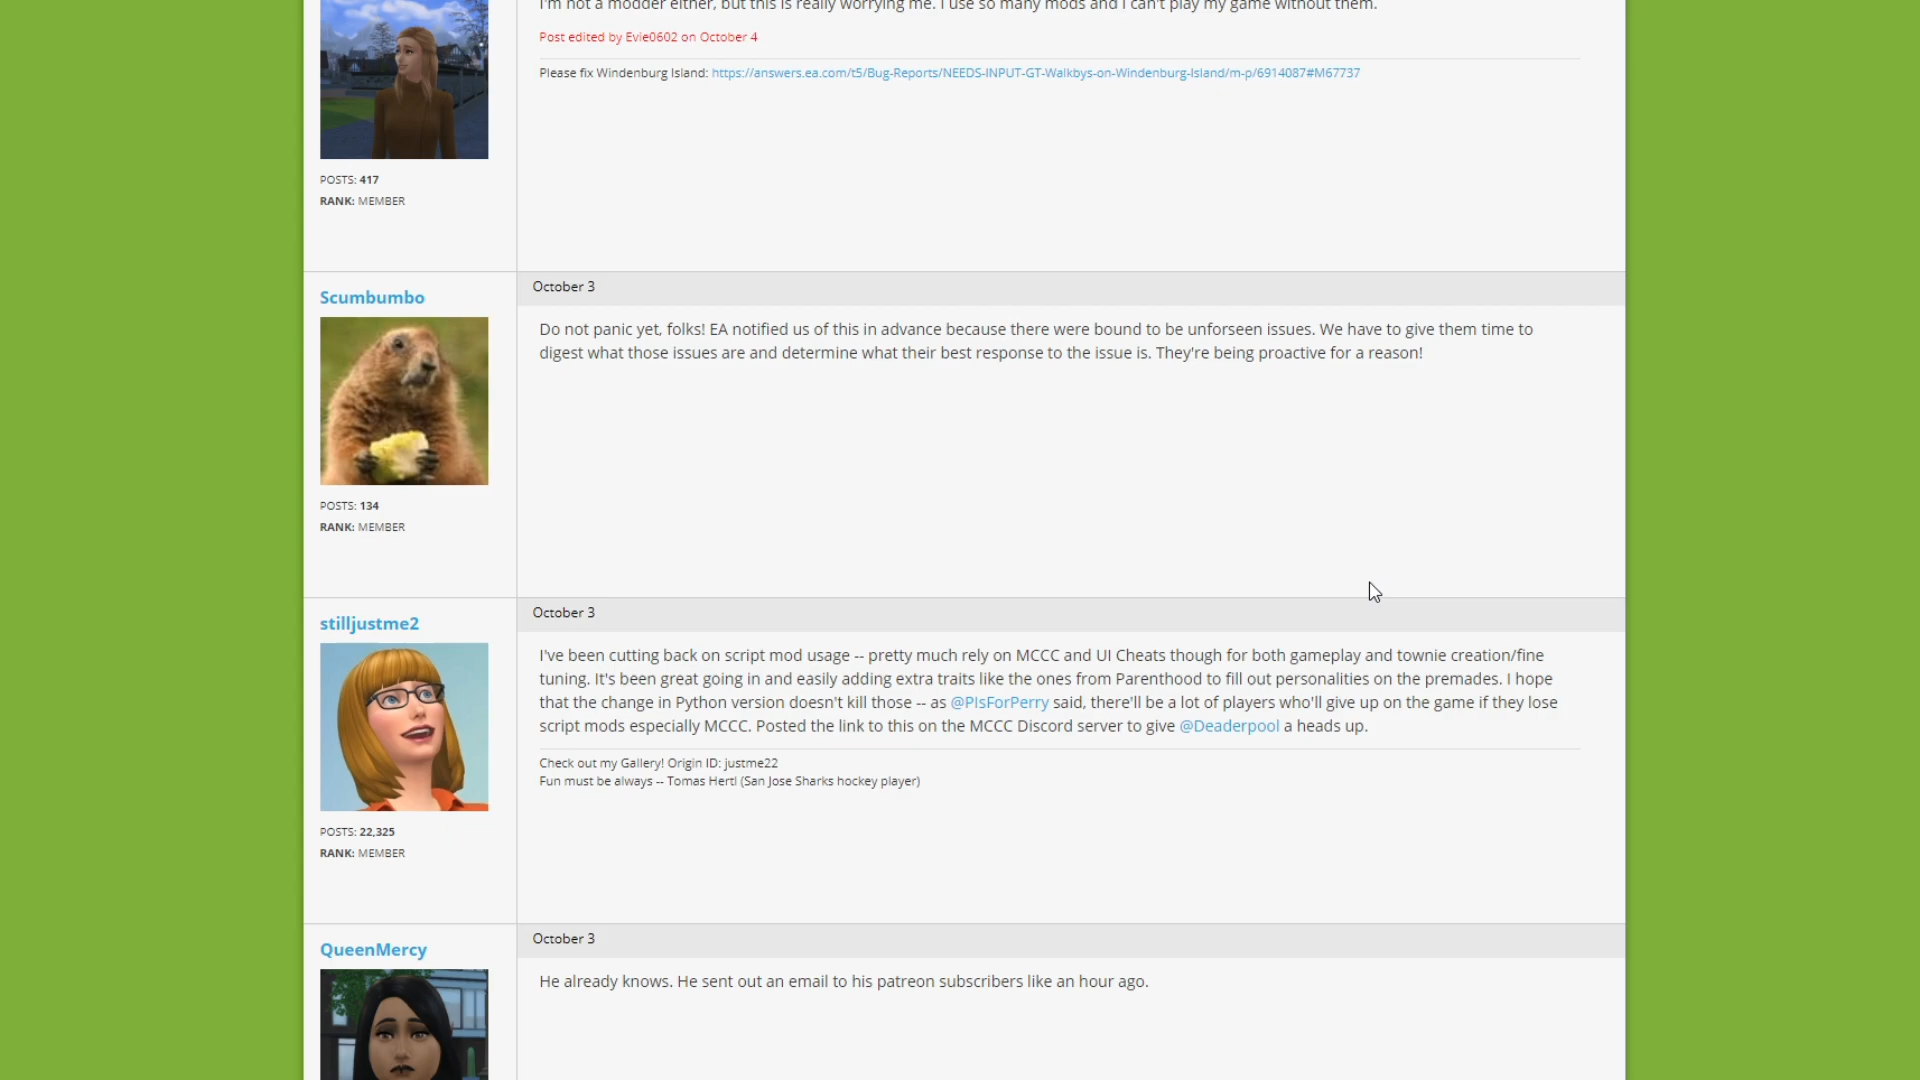 I'm not a modder either, but this is really worrying me. I use so many mods and I can't play my game without them.
Post edited by Evie0602 on October 4
Please fix Windenburg Island: https://answers.ea.com/t5/Bug-Reports/NEEDS-INPUT-GT-Walkbys-on-Windenburg-Island/m-p/6914087#M67737
POSTS: 417
RANK: MEMBER
Scumbumbo
October 3
Do not panic yet, folks! EA notified us of this in advance because there were bound to be unforseen issues. We have to give them time to
digest what those issues are and determine what their best response to the issue is. They're being proactive for a reason!
POSTS: 134
RANK: MEMBER
stilljustme2
October 3
I've been cutting back on script mod usage -- pretty much rely on MCCC and UI Cheats though for both gameplay and townie creation/fine
tuning. It's been great going in and easily adding extra traits like the ones from Parenthood to fill out personalities on the premades. I hope
that the change in Python version doesn't kill those -- as @PIsForPerry said, there'll be a lot of players who'll give up on the game if they lose
script mods especially MCCC. Posted the link to this on the MCCC Discord server to give @Deaderpool a heads up.
Check out my Gallery! Origin ID: justme22
Fun must be always -- Tomas Hertl (San Jose Sharks hockey player)
POSTS: 22,325
RANK: MEMBER
QueenMercy
October 3
He already knows. He sent out an email to his patreon subscribers like an hour ago.